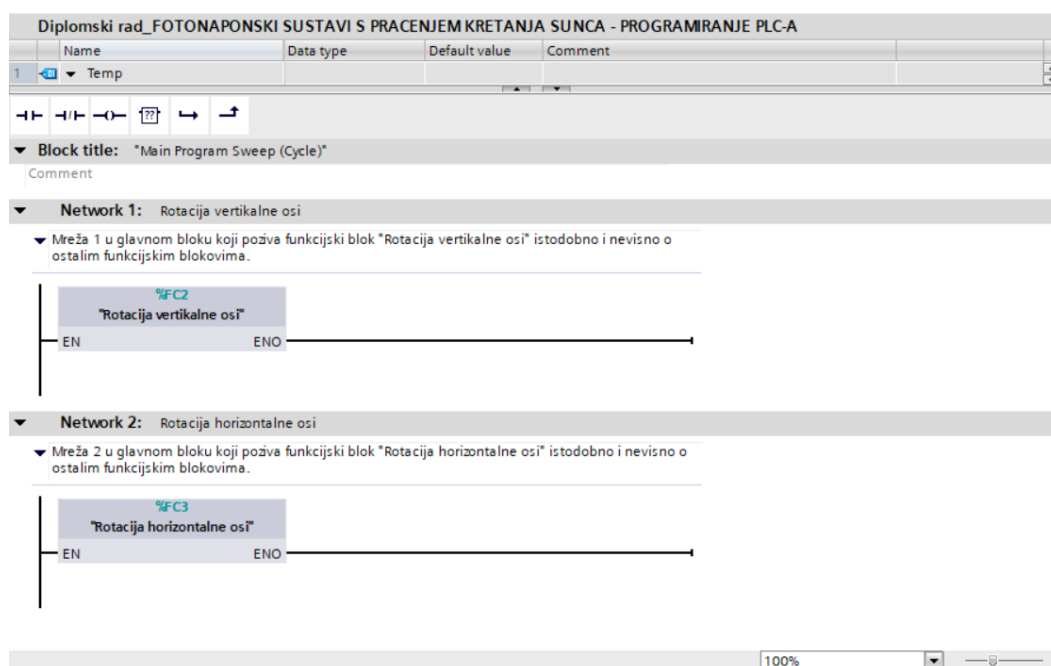 Diplomski rad_FOTONAPONSKI SUSTAVI S PRACENJEM KRETANJA SUNCA - PROGRAMIRANJE PLC-A
Name Data type Default value Comment
1 Temp
??
Block title: "Main Program Sweep (Cycle)"
Comment
Network 1: Rotacija vertikalne osi
Mreža 1 u glavnom bloku koji poziva funkcijski blok "Rotacija vertikalne osi" istodobno i nevisno o
ostalim funkcijskim blokovima.
%FC2
"Rotacija vertikalne osi"
EN ENO
Network 2: Rotacija horizontalne osi
Mreža 2 u glavnom bloku koji poziva funkcijski blok "Rotacija horizontalne osi" istodobno i nevisno o
ostalim funkcijskim blokovima.
%FC3
"Rotacija horizontalne osi"
EN ENO
100%